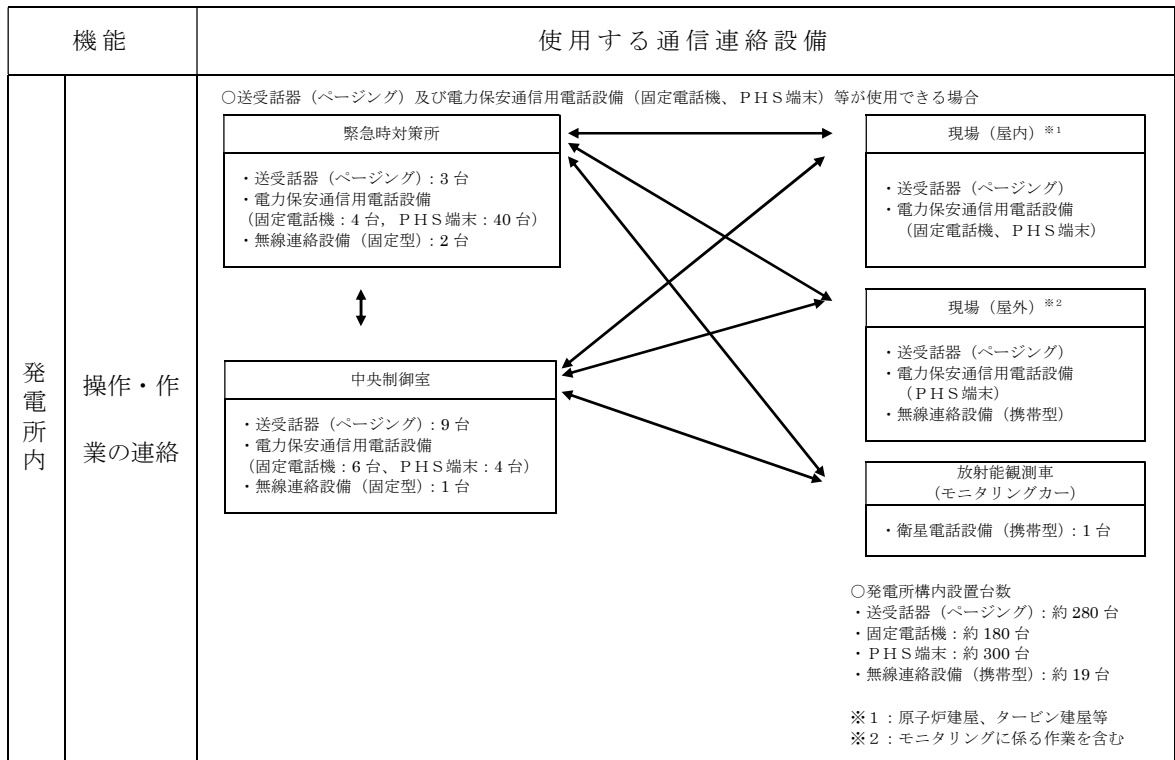 機能
使用する通信連絡設備
発電所内
操作・作
業の連絡
○送受話器（ページング）及び電力保安通信用電話設備（固定電話機、ＰＨＳ端末）等が使用できる場合
緊急時対策所
・送受話器（ページング）：3 台
・電力保安通信用電話設備
（固定電話機：4 台，ＰＨＳ端末：40 台）
・無線連絡設備（固定型）：2 台
中央制御室
・送受話器（ページング）：9 台
・電力保安通信用電話設備
（固定電話機：6 台、ＰＨＳ端末：4 台）
・無線連絡設備（固定型）：1 台
現場（屋内）※1
・送受話器（ページング）
・電力保安通信用電話設備
（固定電話機、ＰＨＳ端末）
現場（屋外）※2
・送受話器（ページング）
・電力保安通信用電話設備
（ＰＨＳ端末）
・無線連絡設備（携帯型）
放射能観測車
（モニタリングカー）
・衛星電話設備（携帯型）：1 台
○発電所構内設置台数
・送受話器（ページング）：約 280 台
・固定電話機：約 180 台
・ＰＨＳ端末：約 300 台
・無線連絡設備（携帯型）：約 19 台
※１：原子炉建屋、タービン建屋等
※２：モニタリングに係る作業を含む